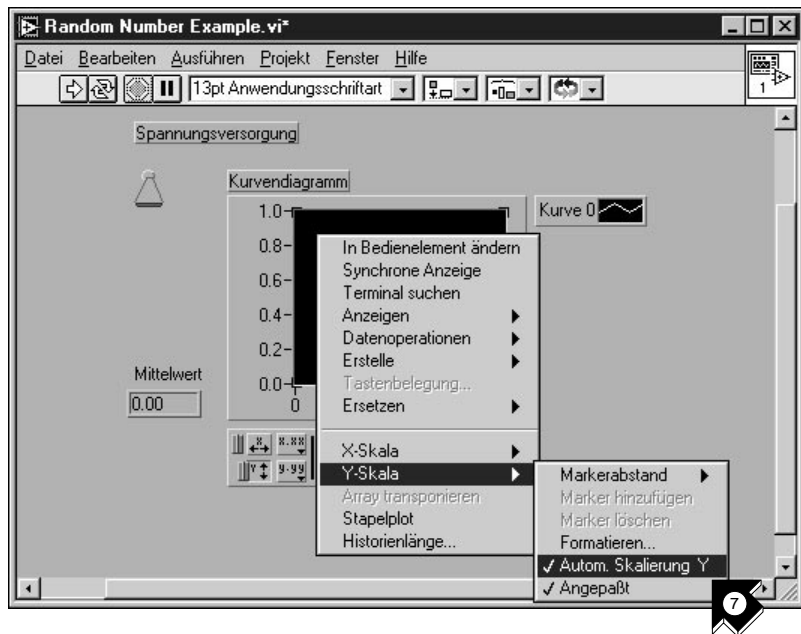 Random Number Example.vi*
Datei Bearbeiten Ausführen Projekt Fenster Hilfe
13pt Anwendungsschriftart
1
Spannungsversorgung
Kurvendiagramm
Kurve 0
1.0
0.8
0.6
0.4
0.2
0.0
0
Mittelwert
0.00
X X.XX
Y Y.YY
In Bedienelement ändern
Synchrone Anzeige
Terminal suchen
Anzeigen
Datenoperationen
Erstelle
Tastenbelegung...
Ersetzen
X-Skala
Y-Skala
Array transponieren
Stapelplot
Historienlänge...
Markerabstand
Marker hinzufügen
Marker löschen
Formatieren...
Autom. Skalierung Y
Angepaßt
7